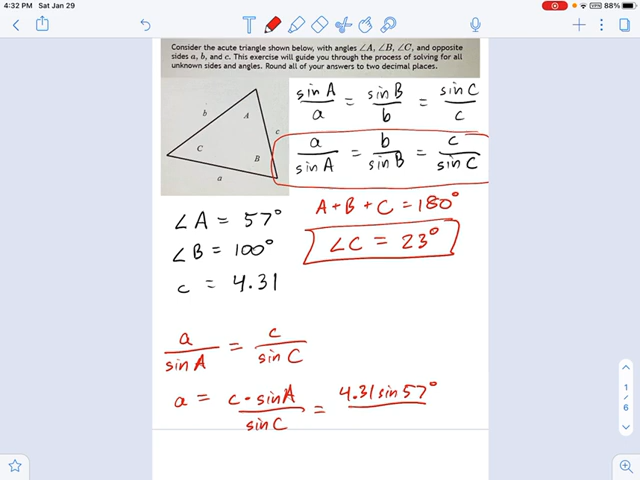 4:32 PM Sat Jan 29
88%
Consider the acute triangle shown below, with angles ∠A, ∠B, ∠C, and opposite
sides a, b, and c. This exercise will guide you through the process of solving for all
unknown sides and angles. Round all of your answers to two decimal places.
b
A
c
C
B
a
sin A / a = sin B / b = sin C / c
a / sin A = b / sin B = c / sin C
∠A = 57°
∠B = 100°
c = 4.31
A + B + C = 180°
∠C = 23°
a / sin A = c / sin C
a = c • sin A / sin C = 4.31 sin 57°
1
/
6